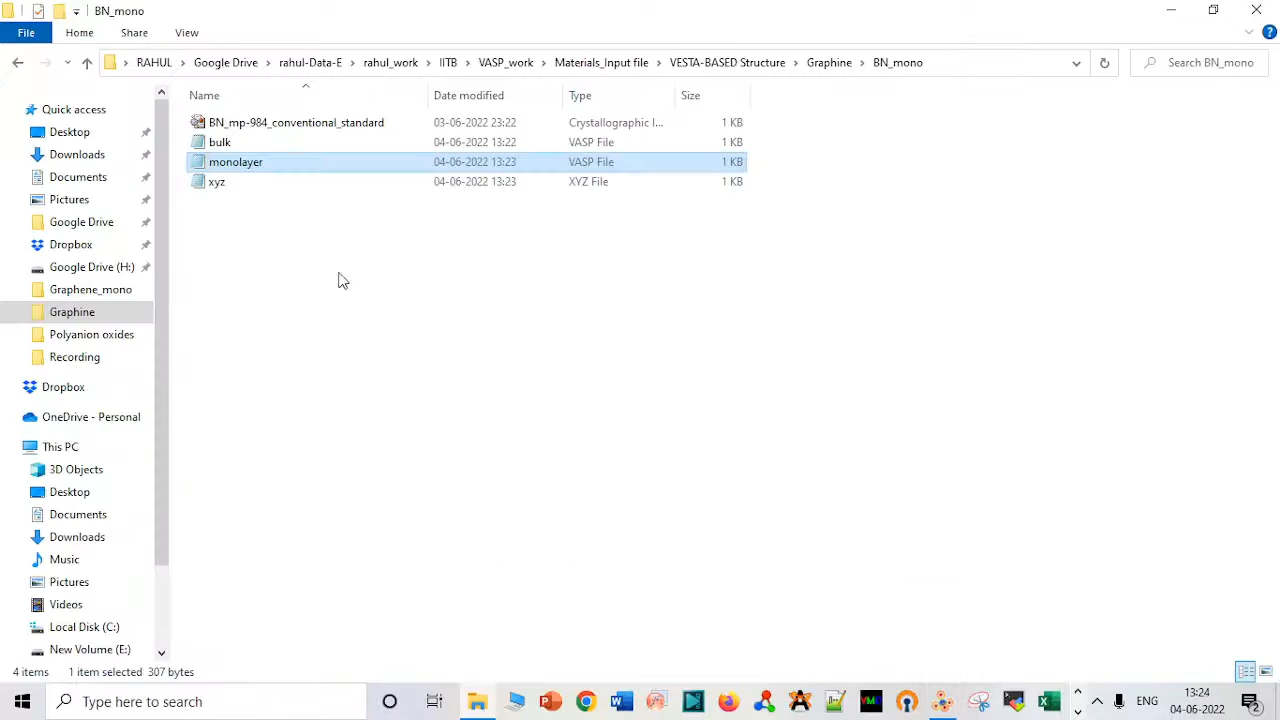 BN_mono
File Home Share View
RAHUL Google Drive rahul-Data-E rahul_work IITB VASP_work Materials_Input file VESTA-BASED Structure Graphine BN_mono Search BN_mono
Name Date modified Type Size
BN_mp-984_conventional_standard 03-06-2022 23:22 Crystallographic I... 1 KB
bulk 04-06-2022 13:22 VASP File 1 KB
monolayer 04-06-2022 13:23 VASP File 1 KB
xyz 04-06-2022 13:23 XYZ File 1 KB
Quick access
Desktop
Downloads
Documents
Pictures
Google Drive
Dropbox
Google Drive (H:)
Graphene_mono
Graphine
Polyanion oxides
Recording
Dropbox
OneDrive - Personal
This PC
3D Objects
Desktop
Documents
Downloads
Music
Pictures
Videos
Local Disk (C:)
New Volume (E:)
4 items 1 item selected 307 bytes
Type here to search
ENG
13:24
04-06-2022
2